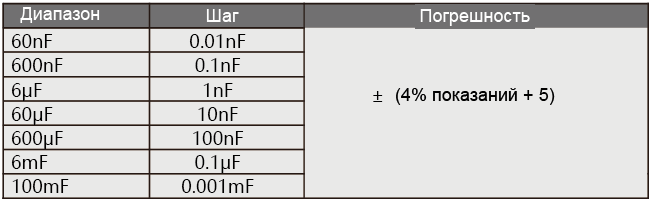 Диапазон Шаг Погрешность
60nF 0.01nF
600nF 0.1nF
6µF 1nF
± (4% показаний + 5)
60µF 10nF
600µF 100nF
6mF 0.1µF
100mF 0.001mF